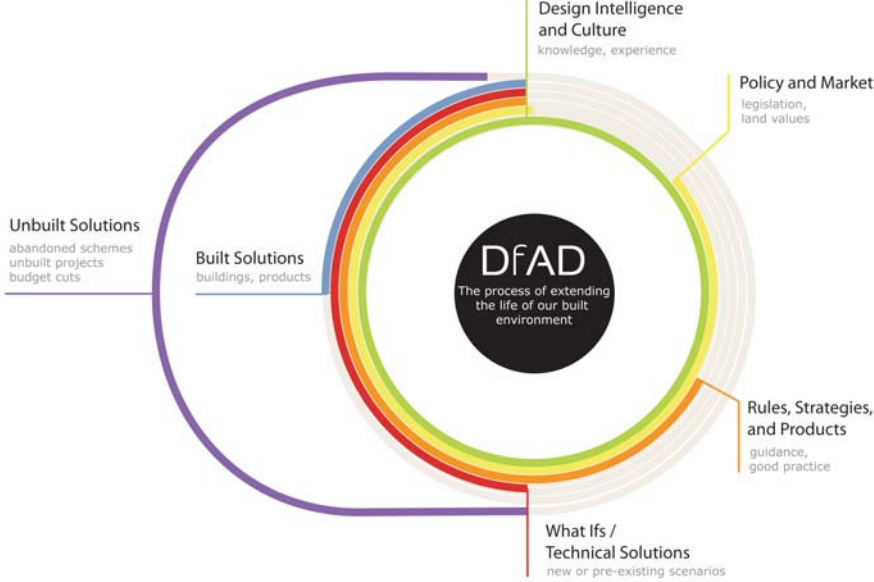 Design Intelligence
and Culture
knowledge, experience
Policy and Market
legislation,
land values
Unbuilt Solutions
abandoned schemes
unbuilt projects
budget cuts
Built Solutions
buildings, products
DfAD
The process of extending
the life of our built
environment
Rules, Strategies,
and Products
guidance,
good practice
What Ifs /
Technical Solutions
new or pre-existing scenarios